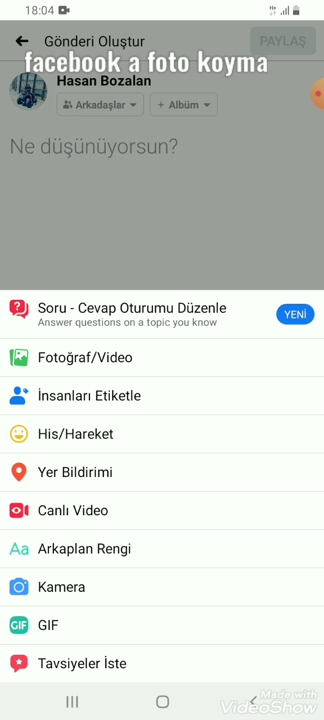 18:04
Gönderi Oluştur
PAYLAŞ
facebook a foto koyma
Hasan Bozalan
Arkadaşlar
+ Albüm
Ne düşünüyorsun?
Soru - Cevap Oturumu Düzenle
Answer questions on a topic you know
YENİ
Fotoğraf/Video
İnsanları Etiketle
His/Hareket
Yer Bildirimi
Canlı Video
Aa Arkaplan Rengi
Kamera
GIF GIF
Tavsiyeler İste
Made with
VideoShow